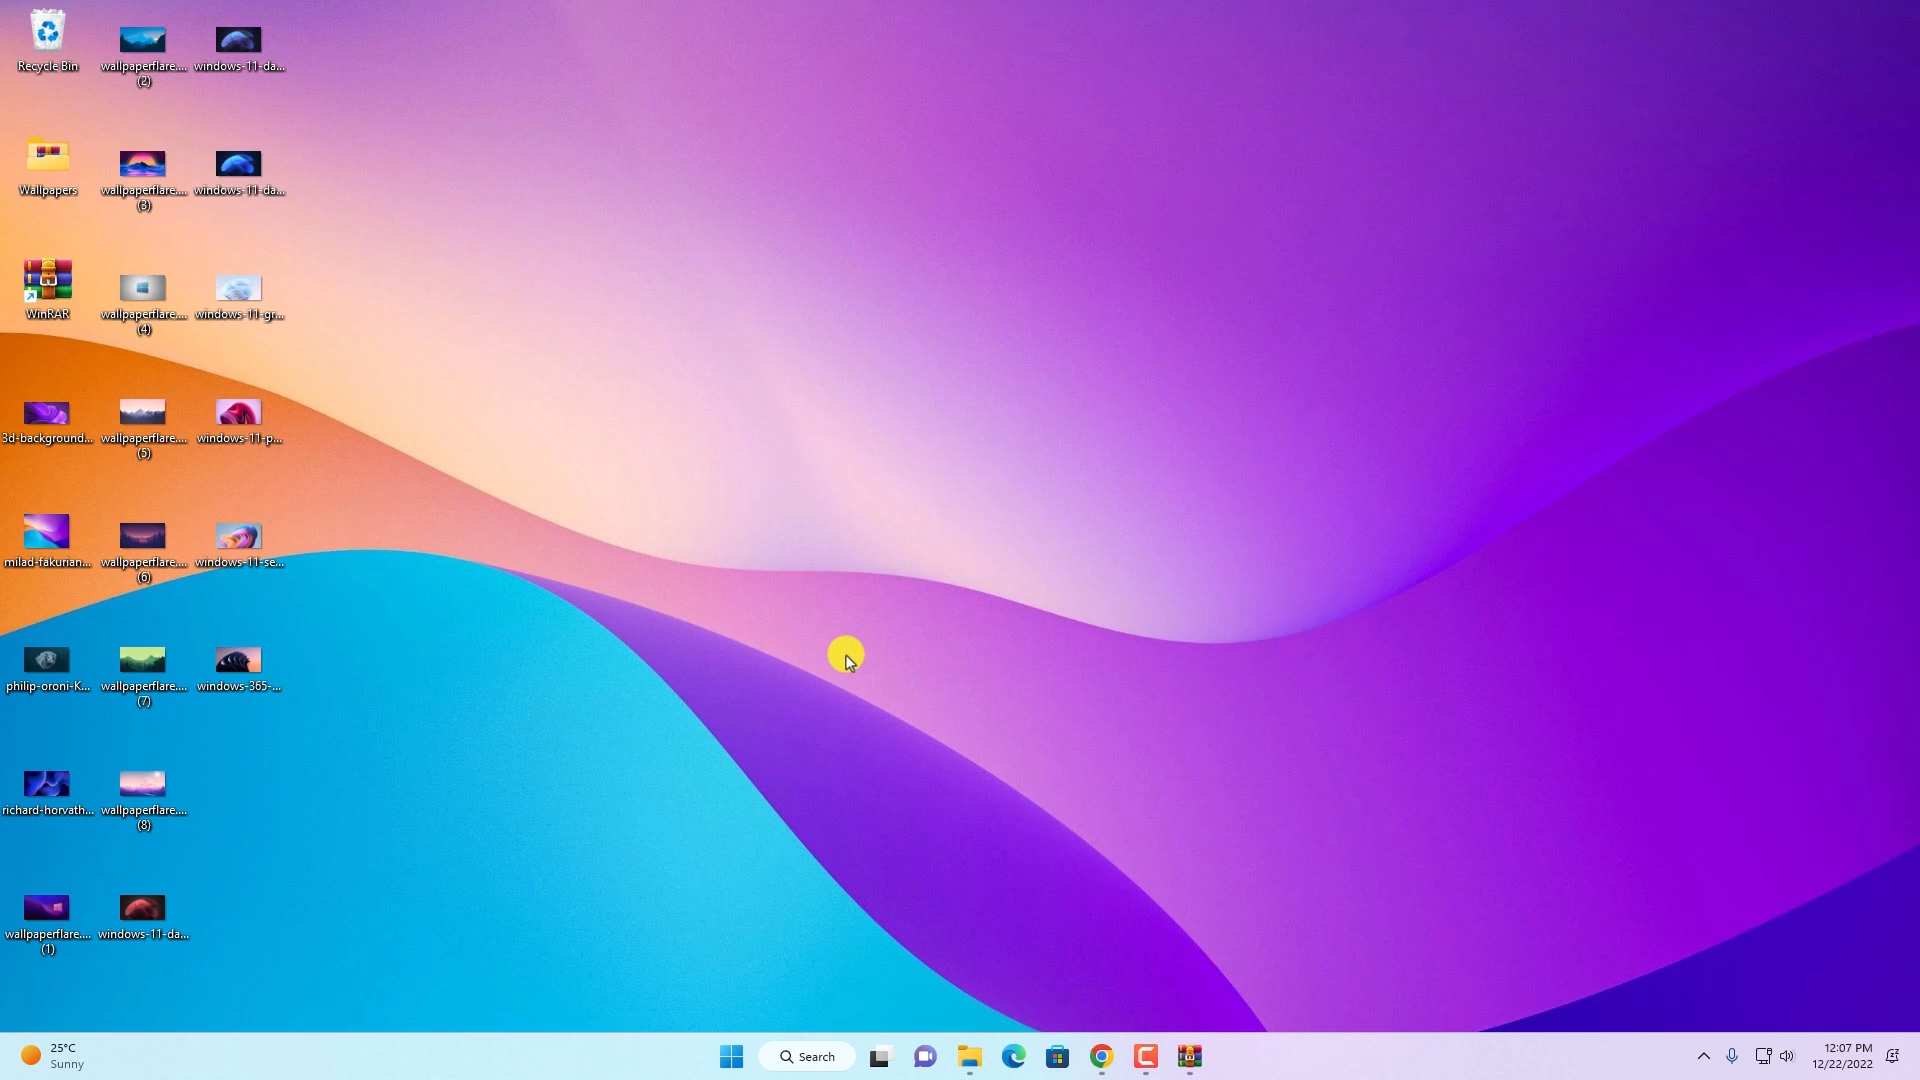 Recycle Bin
wallpaperflare....
(2)
windows-11-da...
Wallpapers
wallpaperflare....
(3)
windows-11-da...
WinRAR
wallpaperflare....
(4)
windows-11-gr...
3d-background...
wallpaperflare....
(5)
windows-11-p...
milad-fakurian...
wallpaperflare....
(6)
windows-11-se...
philip-oroni-K...
wallpaperflare....
(7)
windows-365-...
richard-horvath...
wallpaperflare....
(8)
wallpaperflare....
(1)
windows-11-da...
25°C
Sunny
Search
12:07 PM
12/22/2022